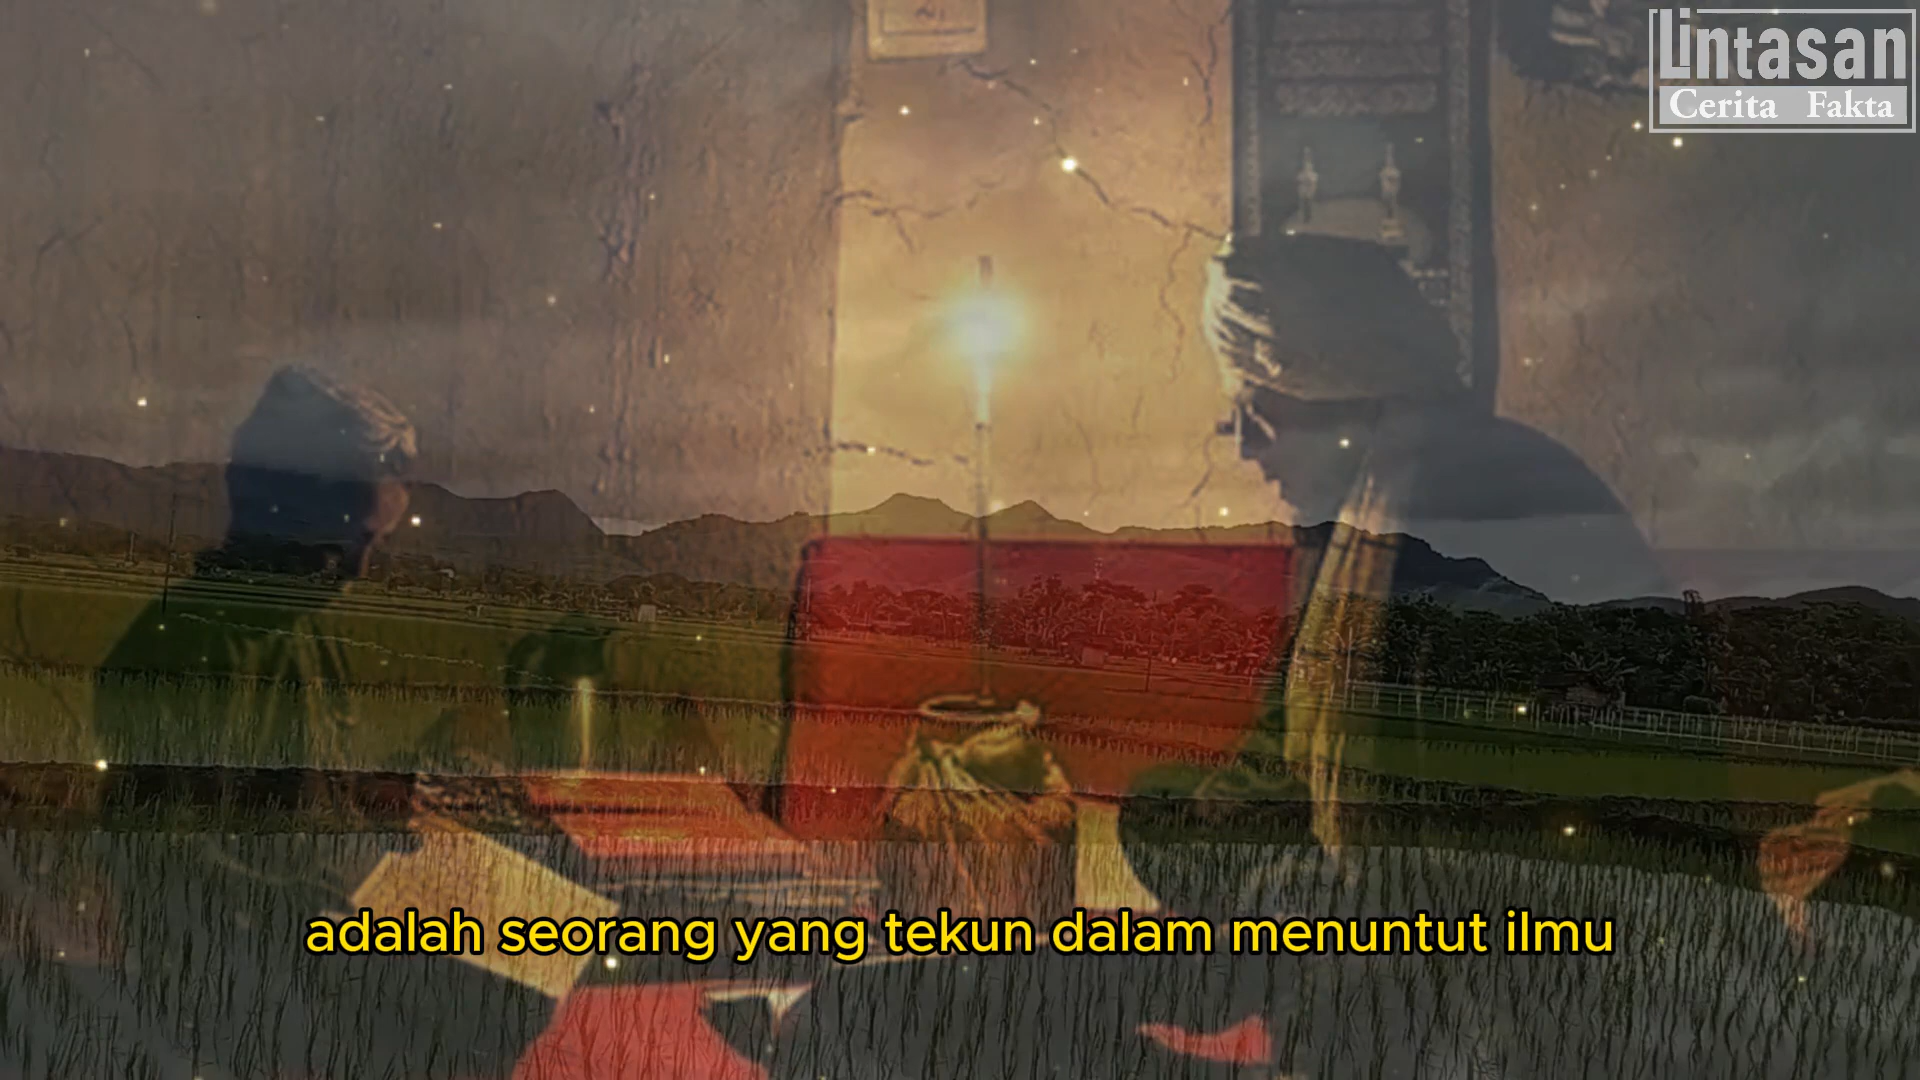 Lintasan
Cerita Fakta
adalah seorang yang tekun dalam menuntut ilmu